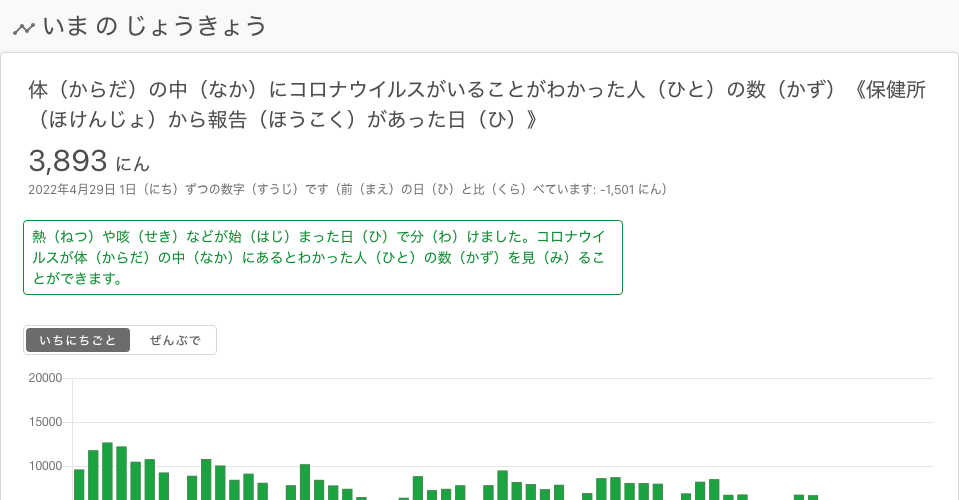 いま の じょうきょう
体（からだ）の中（なか）にコロナウイルスがいることがわかった人（ひと）の数（かず）《保健所
（ほけんじょ）から報告（ほうこく）があった日（ひ）》
3,893 にん
2022年4月29日 1日（にち）ずつの数字（すうじ）です（前（まえ）の日（ひ）と比（くら）べています: -1,501 にん）
熱（ねつ）や咳（せき）などが始（はじ）まった日（ひ）で分（わ）けました。コロナウイ
ルスが体（からだ）の中（なか）にあるとわかった人（ひと）の数（かず）を見（み）るこ
とができます。
いちにちごと ぜんぶで
20000
15000
10000